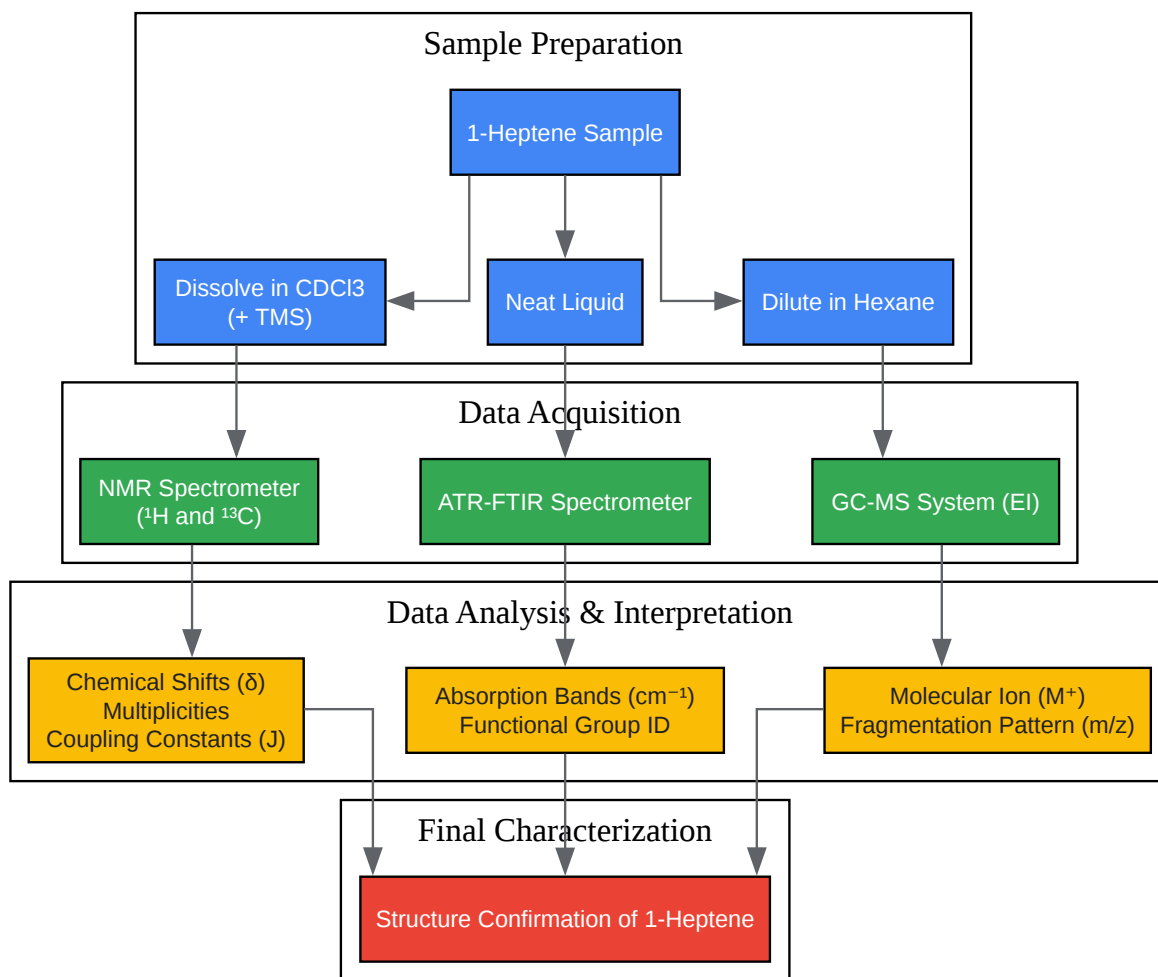 Sample Preparation
1-Heptene Sample
Dissolve in CDCl3
(+ TMS)
Neat Liquid
Dilute in Hexane
Data Acquisition
NMR Spectrometer
(¹H and ¹³C)
ATR-FTIR Spectrometer
GC-MS System (EI)
Data Analysis & Interpretation
Chemical Shifts (δ)
Multiplicities
Coupling Constants (J)
Absorption Bands (cm⁻¹)
Functional Group ID
Molecular Ion (M⁺)
Fragmentation Pattern (m/z)
Final Characterization
Structure Confirmation of 1-Heptene